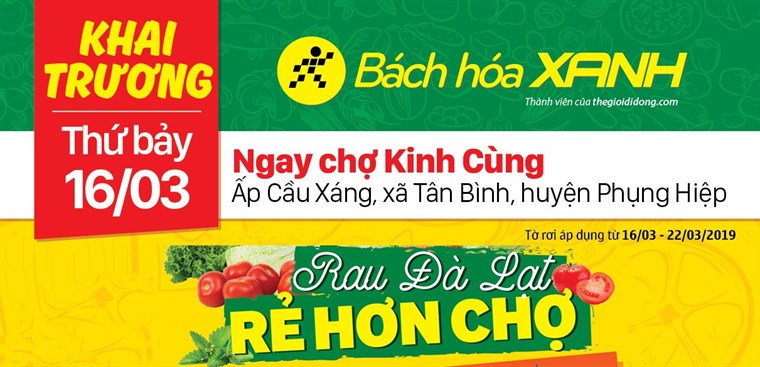 KHAI
TRƯƠNG
Thứ bảy
16/03
Bách hóa XANH
Thành viên của thegioididong.com
Ngay chợ Kinh Cùng
Ấp Cầu Xáng, xã Tân Bình, huyện Phụng Hiệp
Tờ rơi áp dụng từ 16/03 - 22/03/2019
Rau Đà Lạt
RẺ HƠN CHỢ